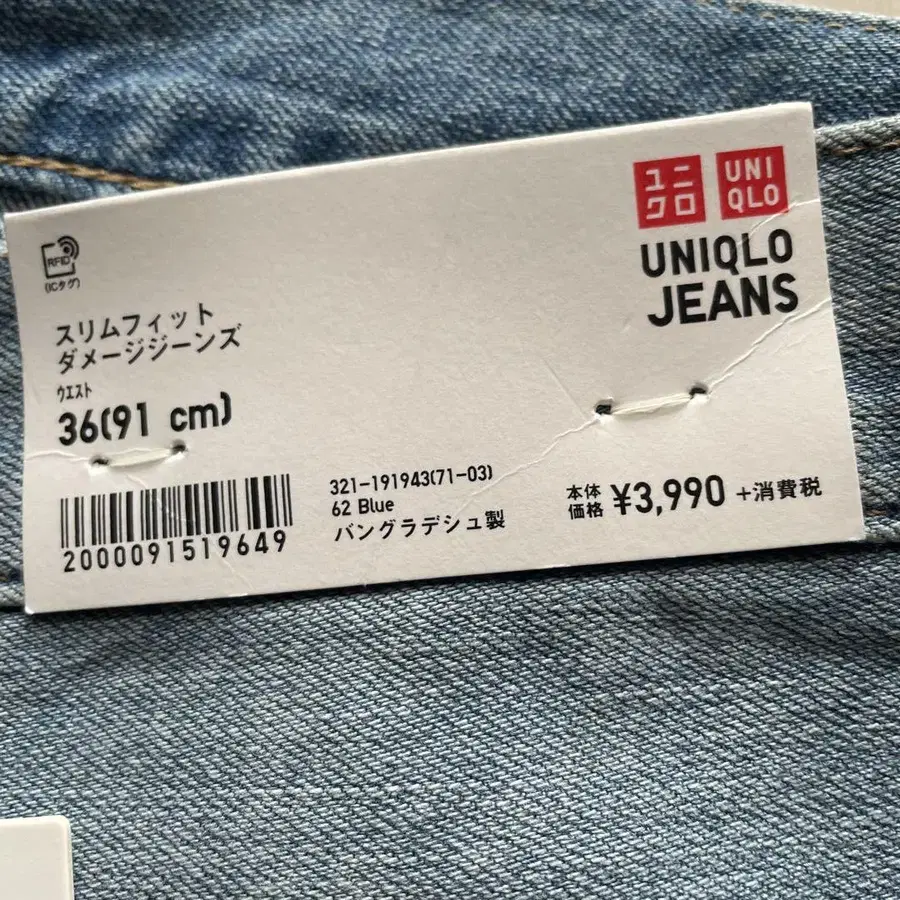 ユニ
クロ
UNI
QLO
UNIQLO
JEANS
RFID
(ICタグ)
スリムフィット
ダメージジーンズ
ウエスト
36(91 cm)
2000091519649
321-191943(71-03)
62 Blue
バングラデシュ製
本体
価格 ¥3,990 +消費税